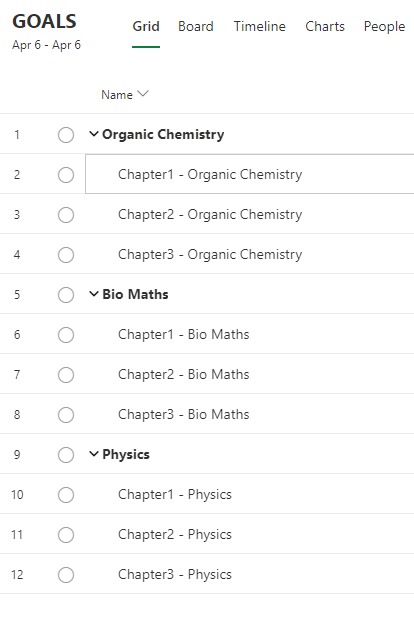 GOALS
Apr 6 - Apr 6
Grid Board Timeline Charts People
Name
1 Organic Chemistry
2 Chapter1 - Organic Chemistry
3 Chapter2 - Organic Chemistry
4 Chapter3 - Organic Chemistry
5 Bio Maths
6 Chapter1 - Bio Maths
7 Chapter2 - Bio Maths
8 Chapter3 - Bio Maths
9 Physics
10 Chapter1 - Physics
11 Chapter2 - Physics
12 Chapter3 - Physics